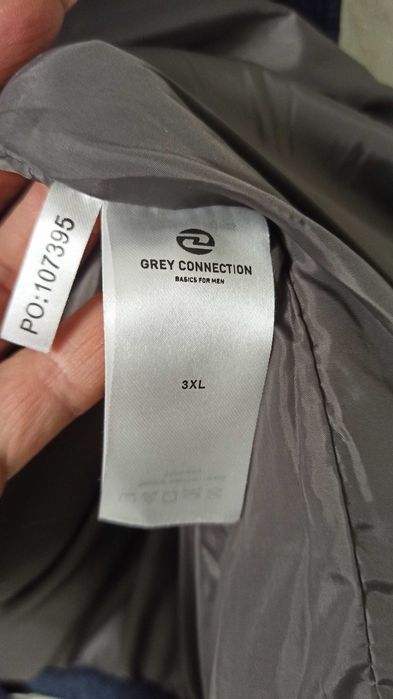 PO:107395
GREY CONNECTION
BASICS FOR MEN
3XL